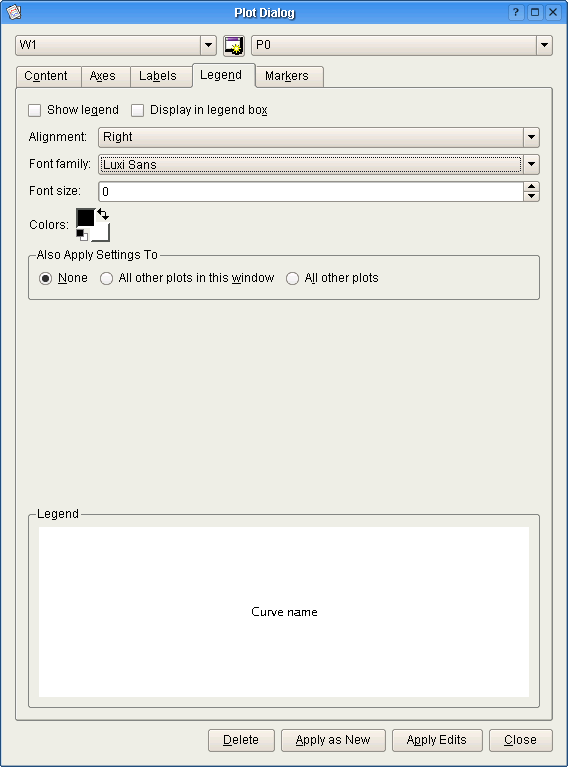 Plot Dialog
W1 P0
Content Axes Labels Legend Markers
Show legend Display in legend box
Alignment: Right
Font family: Luxi Sans
Font size: 0
Colors:
Also Apply Settings To
None All other plots in this window All other plots
Legend
Curve name
Delete Apply as New Apply Edits Close